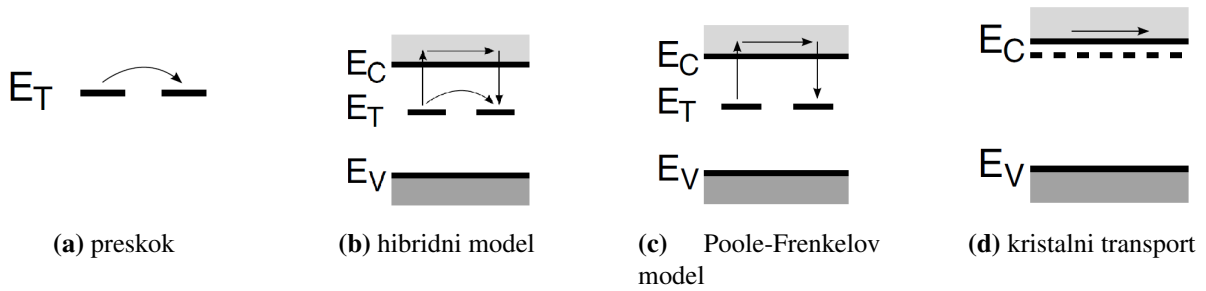 E_T
(a) preskok
E_C
E_T
E_V
(b) hibridni model
E_C
E_T
E_V
(c) Poole-Frenkelov
model
E_C
E_V
(d) kristalni transport